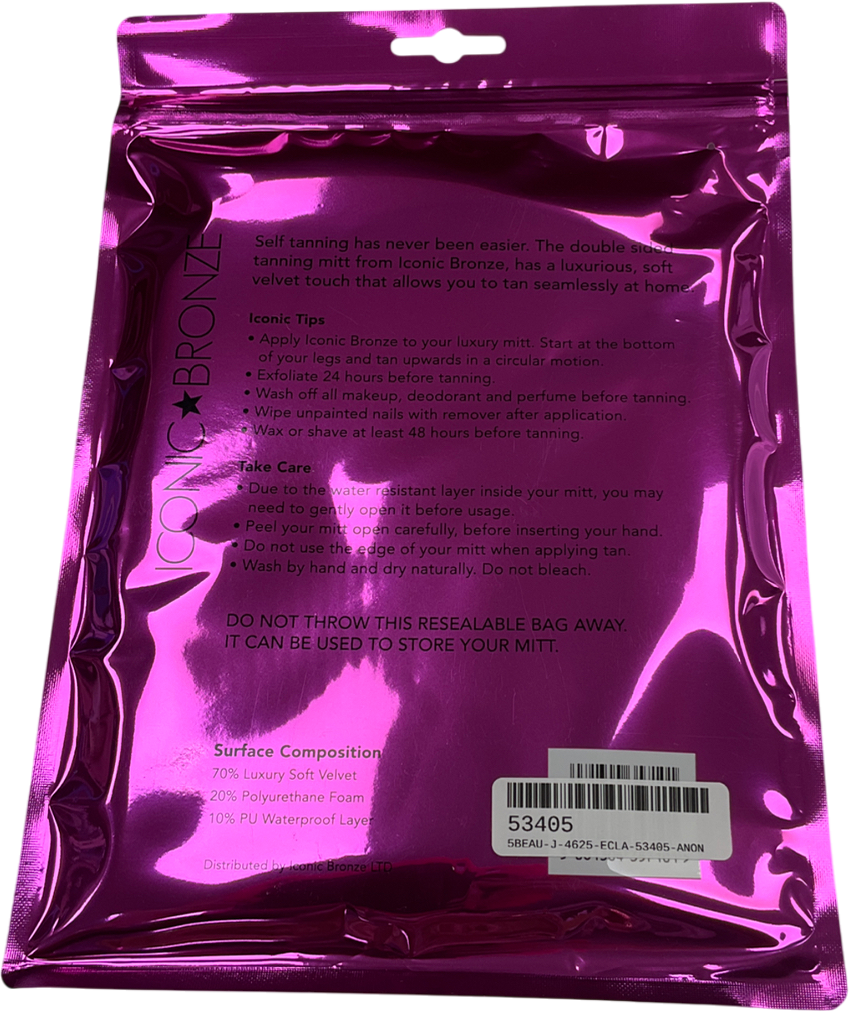 ICONIC★BRONZE
Self tanning has never been easier. The double sided
tanning mitt from Iconic Bronze, has a luxurious, soft
velvet touch that allows you to tan seamlessly at home.
Iconic Tips
• Apply Iconic Bronze to your luxury mitt. Start at the bottom
of your legs and tan upwards in a circular motion.
• Exfoliate 24 hours before tanning.
• Wash off all makeup, deodorant and perfume before tanning.
• Wipe unpainted nails with remover after application.
• Wax or shave at least 48 hours before tanning.
Take Care
• Due to the water resistant layer inside your mitt, you may
need to gently open it before usage.
• Peel your mitt open carefully, before inserting your hand.
• Do not use the edge of your mitt when applying tan.
• Wash by hand and dry naturally. Do not bleach.
DO NOT THROW THIS RESEALABLE BAG AWAY.
IT CAN BE USED TO STORE YOUR MITT.
Surface Composition
70% Luxury Soft Velvet
20% Polyurethane Foam
10% PU Waterproof Layer
Distributed by Iconic Bronze LTD
53405
5BEAU-J-4625-ECLA-53405-ANON